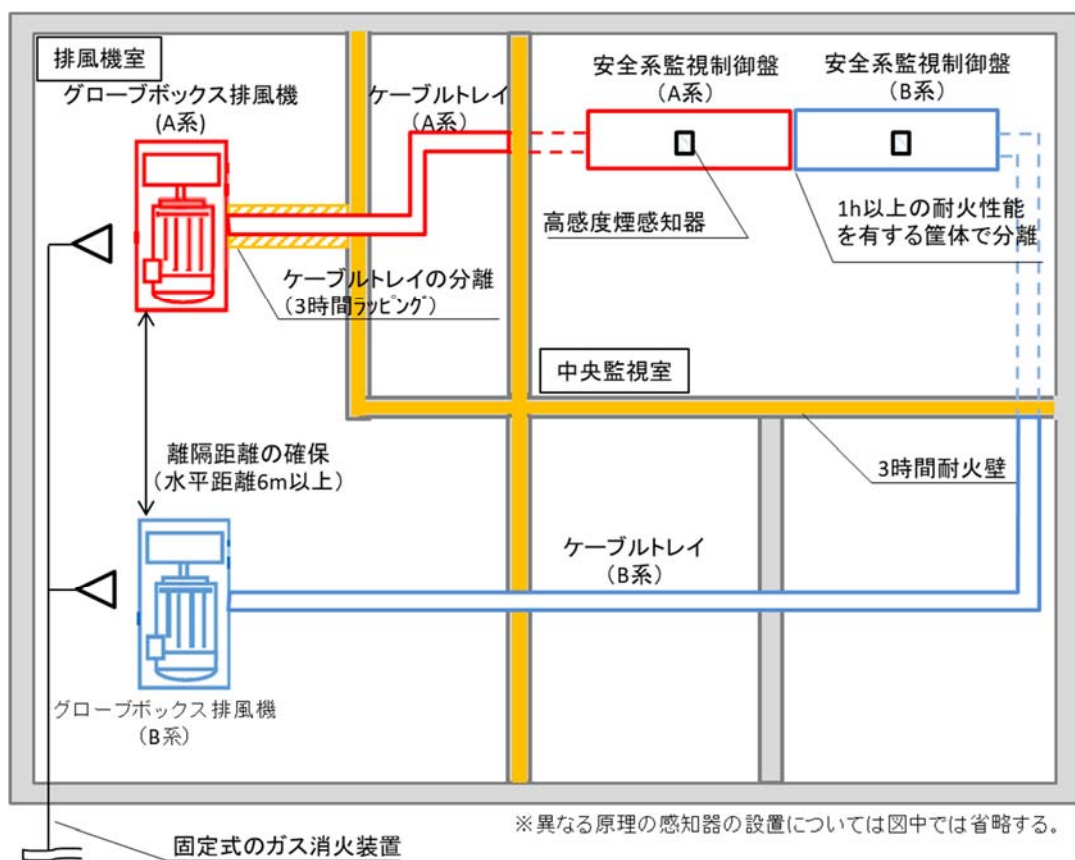 排風機室
グローブボックス排風機
(A系)
ケーブルトレイ
(A系)
安全系監視制御盤
(A系)
安全系監視制御盤
(B系)
高感度煙感知器
1h以上の耐火性能
を有する筐体で分離
ケーブルトレイの分離
(3時間ラッピング)
中央監視室
離隔距離の確保
(水平距離6m以上)
3時間耐火壁
ケーブルトレイ
(B系)
グローブボックス排風機
(B系)
※異なる原理の感知器の設置については図中では省略する。
固定式のガス消火装置